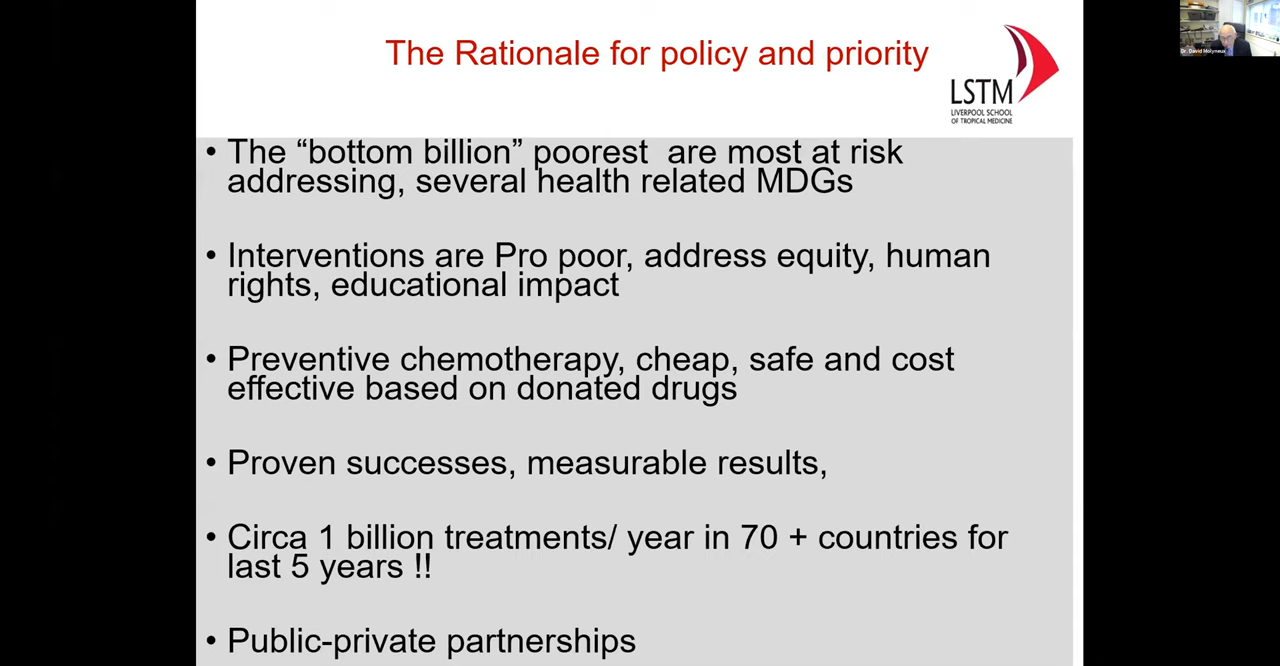 The Rationale for policy and priority
LSTM
LIVERPOOL SCHOOL
OF TROPICAL MEDICINE
Dr. David Molyneux
• The “bottom billion” poorest  are most at risk
addressing, several health related MDGs
• Interventions are Pro poor, address equity, human
rights, educational impact
• Preventive chemotherapy, cheap, safe and cost
effective based on donated drugs
• Proven successes, measurable results,
• Circa 1 billion treatments/ year in 70 + countries for
last 5 years !!
• Public-private partnerships